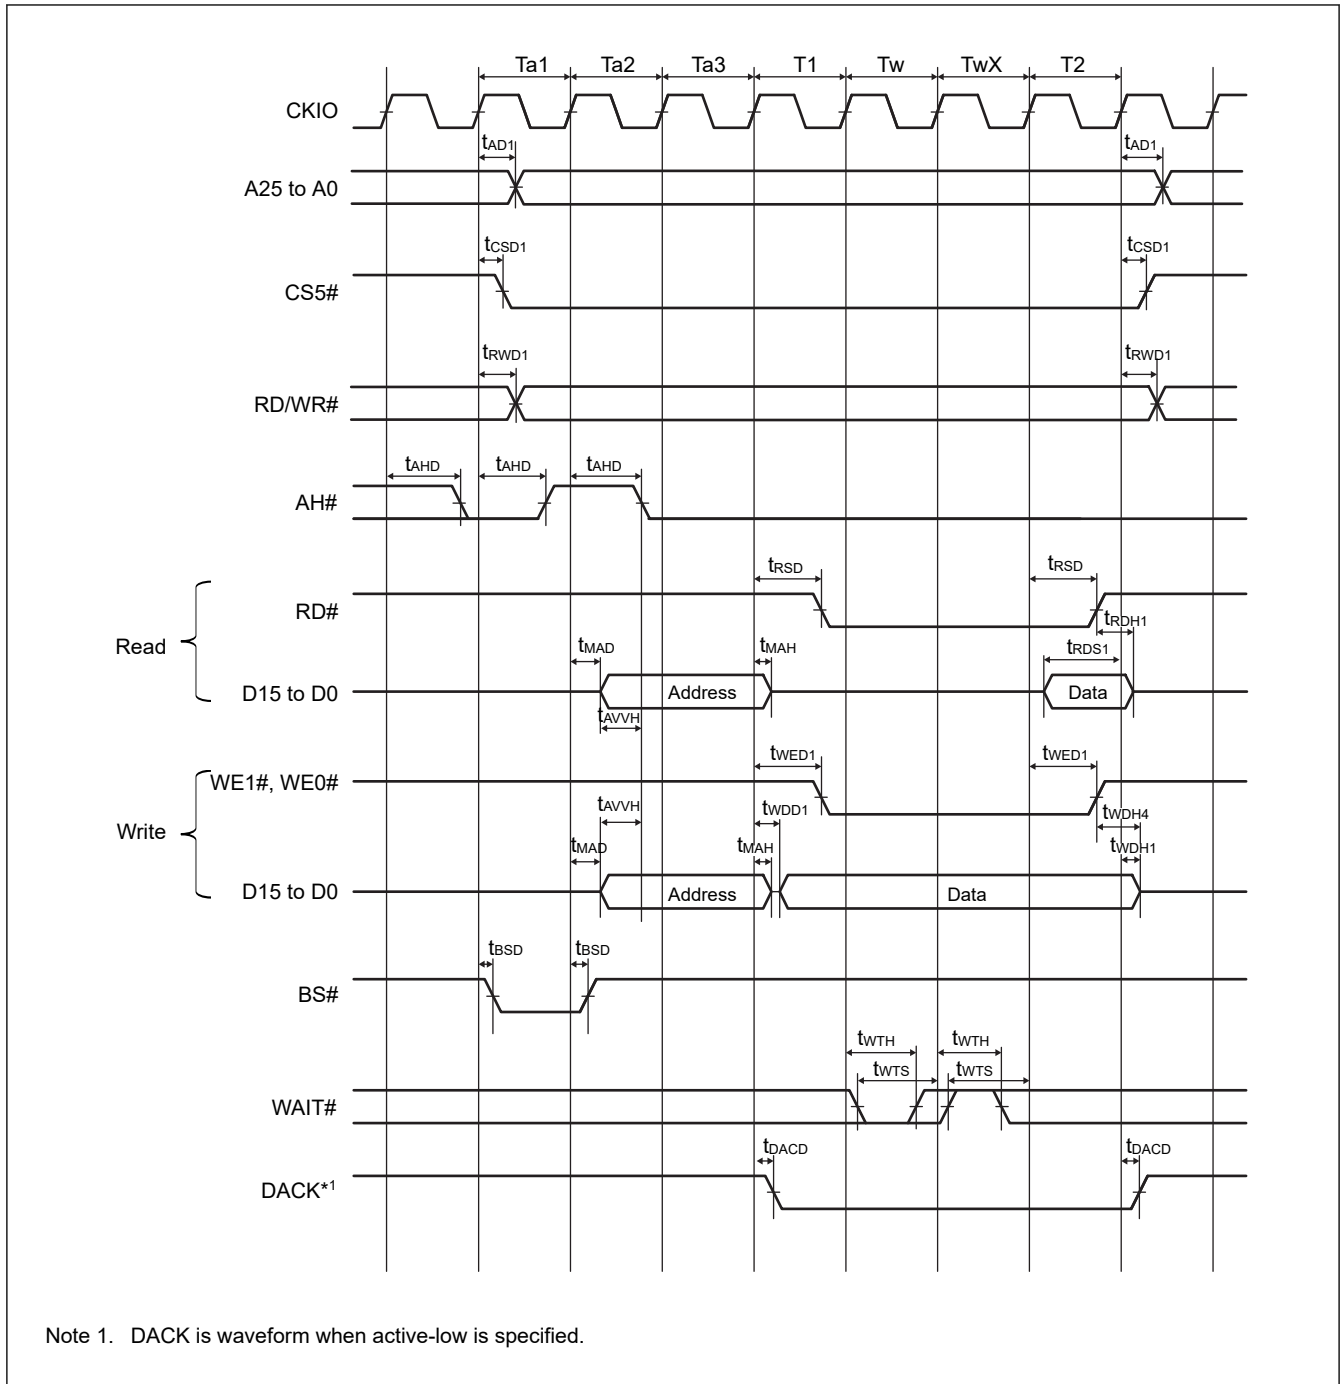 Ta1 Ta2 Ta3 T1 Tw TwX T2
CKIO
tAD1 tAD1
A25 to A0
tCSD1 tCSD1
CS5#
tRWD1 tRWD1
RD/WR#
tAHD tAHD tAHD
AH#
tRSD tRSD
RD#
tRDH1
Read
tMAD tMAH tRDS1
D15 to D0 Address Data
tAVVH
tWED1 tWED1
WE1#, WE0#
tAVVH tWDD1 tWDH4
Write
tMAD tMAH tWDH1
D15 to D0 Address Data
tBSD tBSD
BS#
tWTH tWTH
tWTS tWTS
WAIT#
tDACD tDACD
DACK*1
Note 1. DACK is waveform when active-low is specified.